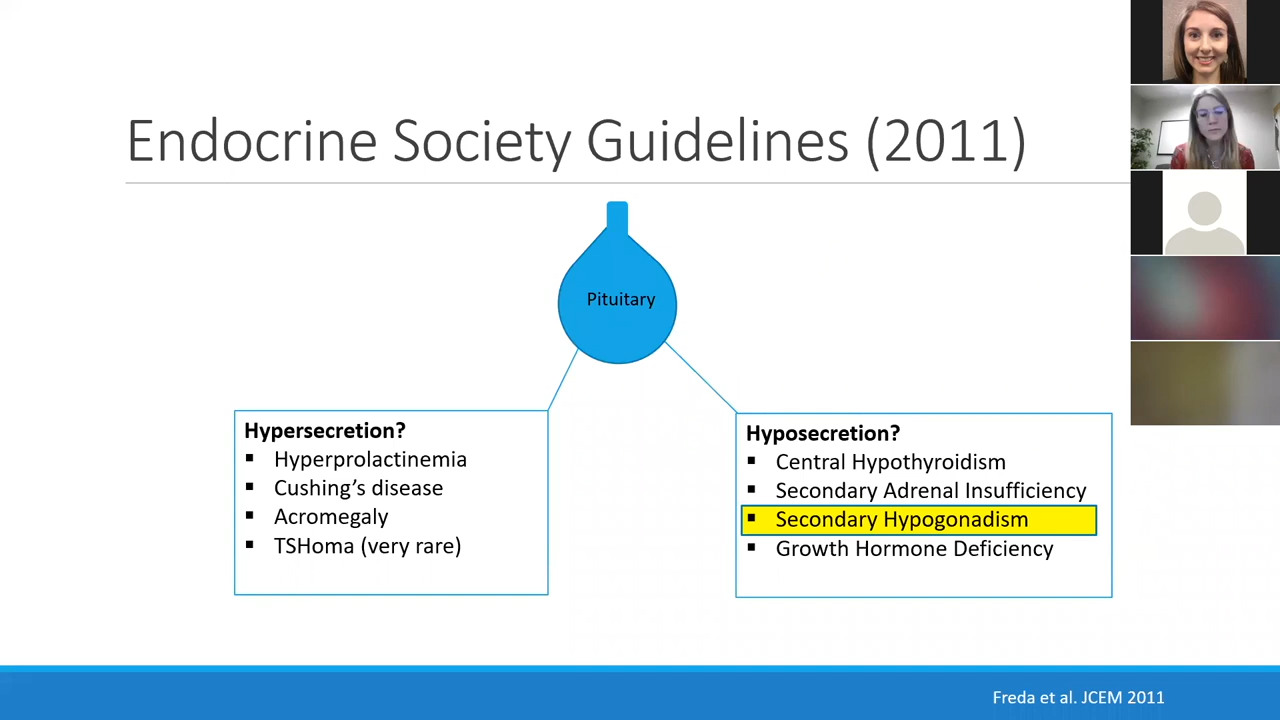 Endocrine Society Guidelines (2011)
Pituitary
Hypersecretion?
▪ Hyperprolactinemia
▪ Cushing’s disease
▪ Acromegaly
▪ TSHoma (very rare)
Hyposecretion?
▪ Central Hypothyroidism
▪ Secondary Adrenal Insufficiency
▪ Secondary Hypogonadism
▪ Growth Hormone Deficiency
Freda et al. JCEM 2011